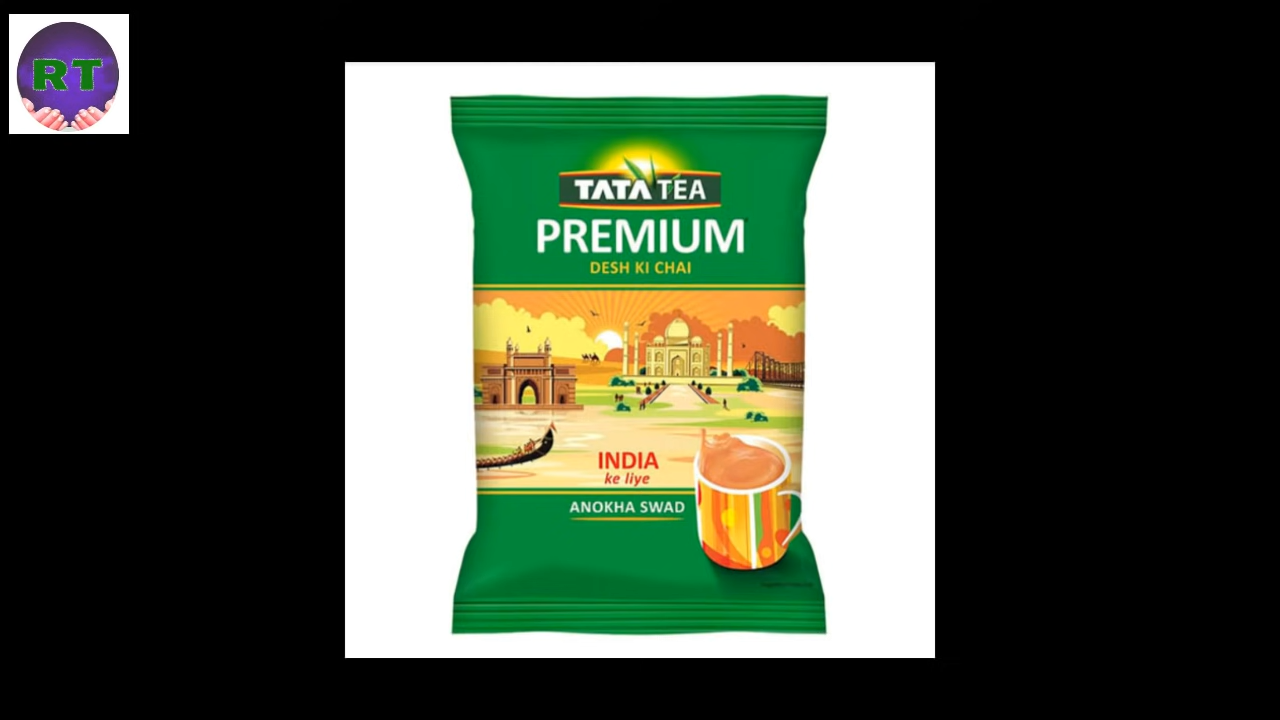 RT
TATA TEA
PREMIUM
DESH KI CHAI
INDIA
ke liye
ANOKHA SWAD